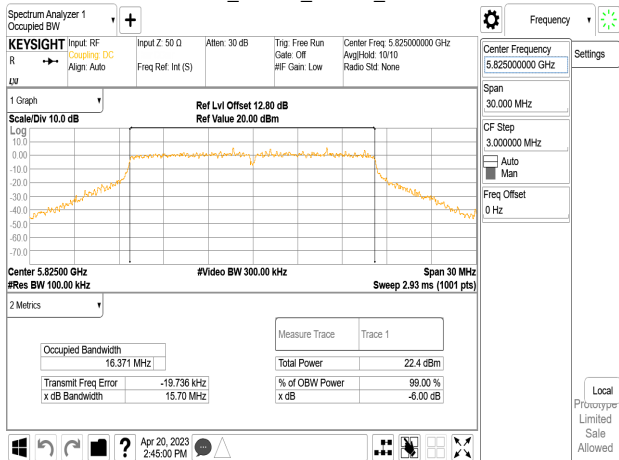 Spectrum Analyzer 1
Occupied BW
Frequency
KEYSIGHT
R
LXI
Input: RF
Coupling: DC
Align: Auto
Input Z: 50 Ω
Freq Ref: Int (S)
Atten: 30 dB
Trig: Free Run
Gate: Off
#IF Gain: Low
Center Freq: 5.825000000 GHz
Avg|Hold: 10/10
Radio Std: None
Center Frequency
5.825000000 GHz
Settings
Span
30.000 MHz
CF Step
3.000000 MHz
Auto
Man
Freq Offset
0 Hz
1 Graph
Scale/Div 10.0 dB
Ref Lvl Offset 12.80 dB
Ref Value 20.00 dBm
Log
10.0
0.00
-10.0
-20.0
-30.0
-40.0
-50.0
-60.0
-70.0
Center 5.82500 GHz
#Video BW 300.00 kHz
Span 30 MHz
#Res BW 100.00 kHz
Sweep 2.93 ms (1001 pts)
2 Metrics
Measure Trace
Trace 1
Occupied Bandwidth
16.371 MHz
Total Power
22.4 dBm
Transmit Freq Error
-19.736 kHz
% of OBW Power
99.00 %
x dB Bandwidth
15.70 MHz
x dB
-6.00 dB
Local
Prototype
Limited
Sale
Allowed
?
Apr 20, 2023
2:45:00 PM